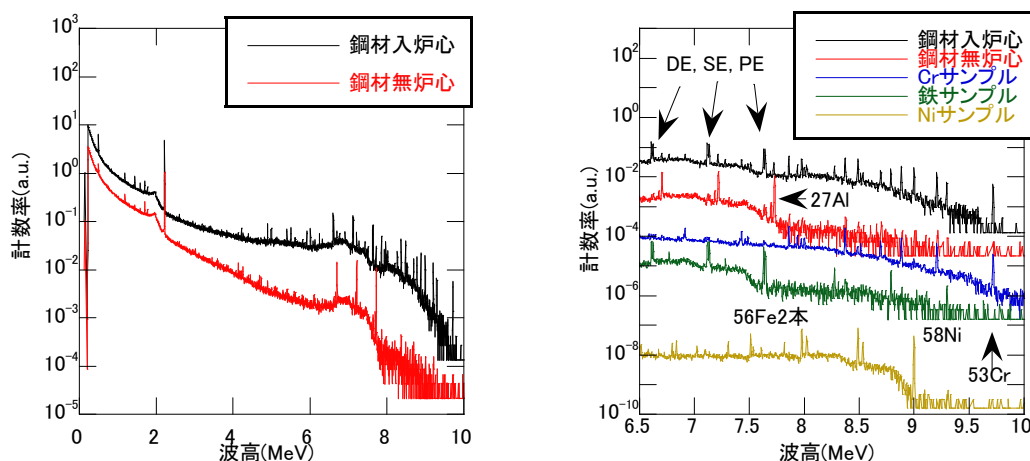 鋼材入炉心
鋼材無炉心
10³
10²
10¹
10⁰
10⁻¹
10⁻²
10⁻³
10⁻⁴
10⁻⁵
計数率(a.u.)
0
2
4
6
8
10
波高(MeV)
鋼材入炉心
鋼材無炉心
Crサンプル
鉄サンプル
Niサンプル
DE, SE, PE
27Al
56Fe2本
58Ni
53Cr
10⁴
10²
10⁰
10⁻²
10⁻⁴
10⁻⁶
10⁻⁸
10⁻¹⁰
計数率(a.u.)
6.5
7
7.5
8
8.5
9
9.5
10
波高(MeV)